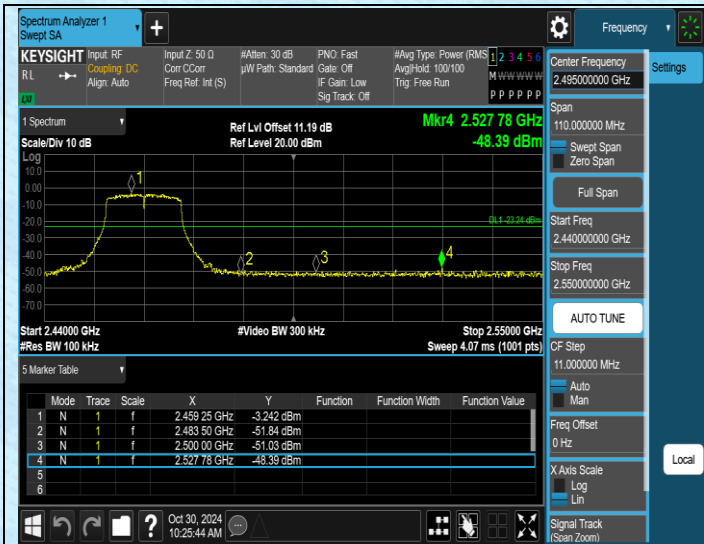 Spectrum Analyzer 1
Swept SA
Frequency
KEYSIGHT
RL
LXI
Input: RF
Coupling: DC
Align: Auto
Input Z: 50 Ω
Corr CCorr
Freq Ref: Int (S)
#Atten: 30 dB
µW Path: Standard
PNO: Fast
Gate: Off
IF Gain: Low
Sig Track: Off
#Avg Type: Power (RMS
Avg|Hold: 100/100
Trig: Free Run
1 2 3 4 5 6
M W W W W W
P P P P P P
Center Frequency
2.495000000 GHz
Settings
Span
110.000000 MHz
Swept Span
Zero Span
Full Span
Start Freq
2.440000000 GHz
Stop Freq
2.550000000 GHz
AUTO TUNE
CF Step
11.000000 MHz
Auto
Man
Freq Offset
0 Hz
X Axis Scale
Log
Lin
Signal Track
(Span Zoom)
Local
1 Spectrum
Scale/Div 10 dB
Ref Lvl Offset 11.19 dB
Ref Level 20.00 dBm
Mkr4 2.527 78 GHz
-48.39 dBm
Log
10.0
0.00
-10.0
-20.0
-30.0
-40.0
-50.0
-60.0
-70.0
1
2
3
4
DL1 -23.24 dBm
Start 2.44000 GHz
#Video BW 300 kHz
Stop 2.55000 GHz
#Res BW 100 kHz
Sweep 4.07 ms (1001 pts)
5 Marker Table
Mode Trace Scale X Y Function Function Width Function Value
1 N 1 f 2.459 25 GHz -3.242 dBm
2 N 1 f 2.483 50 GHz -51.84 dBm
3 N 1 f 2.500 00 GHz -51.03 dBm
4 N 1 f 2.527 78 GHz -48.39 dBm
5
6
?
Oct 30, 2024
10:25:44 AM